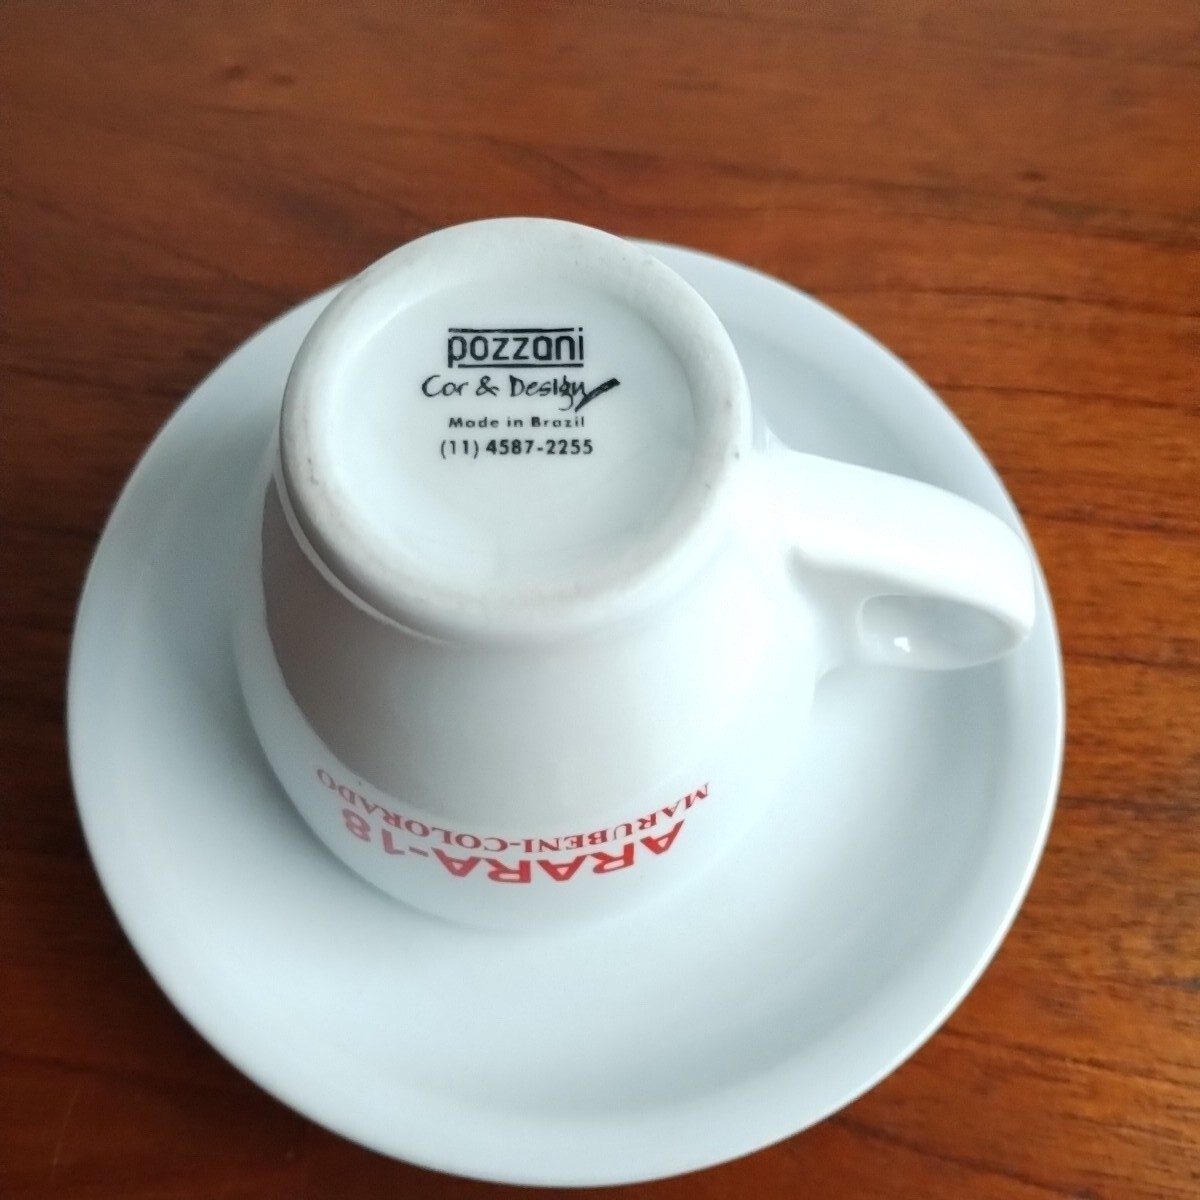 pozzani
Cor & Design
Made in Brazil
(11) 4587-2255
ARARA-18
MARUBENI-COLORADO